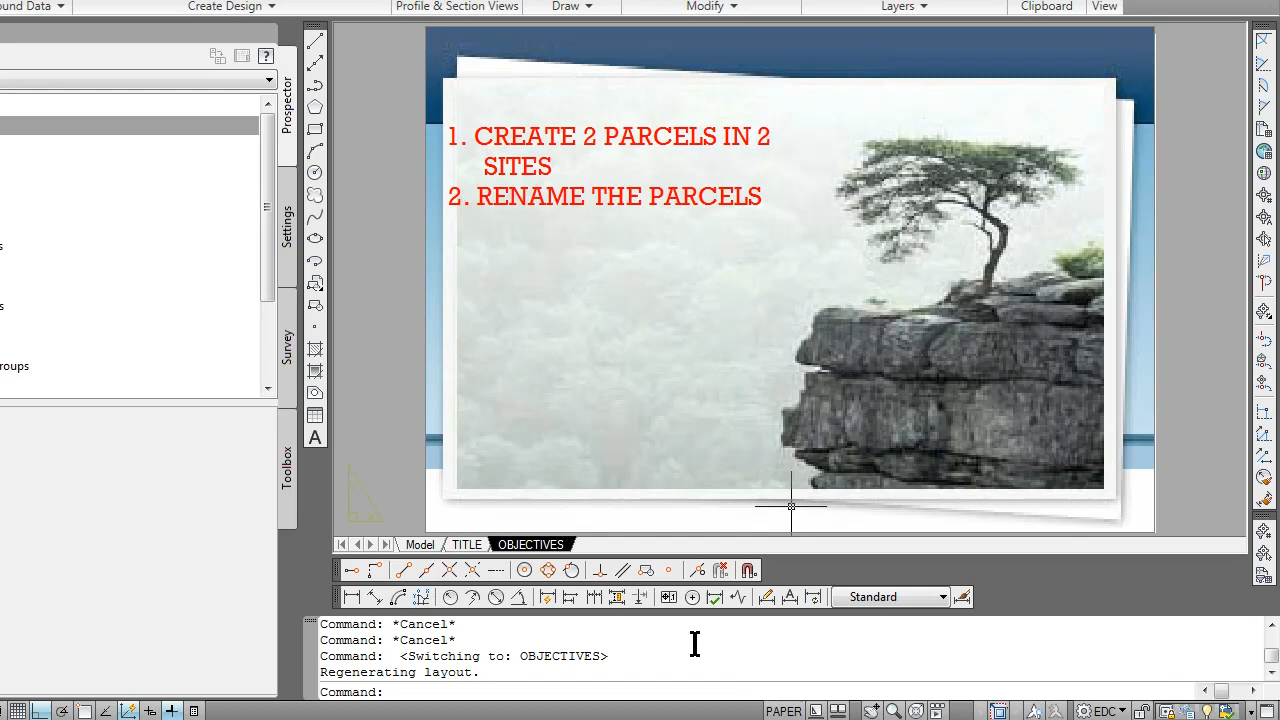 ound Data
Create Design
Profile & Section Views
Draw
Modify
Layers
Clipboard
View
Prospector
Settings
Survey
Toolbox
s
s
roups
1. CREATE 2 PARCELS IN 2
SITES
2. RENAME THE PARCELS
Model
TITLE
OBJECTIVES
Standard
Command: *Cancel*
Command: *Cancel*
Command: <Switching to: OBJECTIVES>
Regenerating layout.
Command:
PAPER
EDC